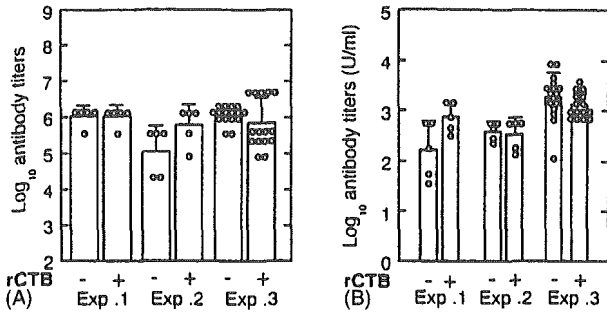 Log₁₀ antibody titers
9
8
7
6
5
4
3
2
rCTB - + - + - +
(A) Exp .1 Exp .2 Exp .3
Log₁₀ antibody titers (U/ml)
5
4
3
2
1
0
rCTB - + - + - +
(B) Exp .1 Exp .2 Exp .3